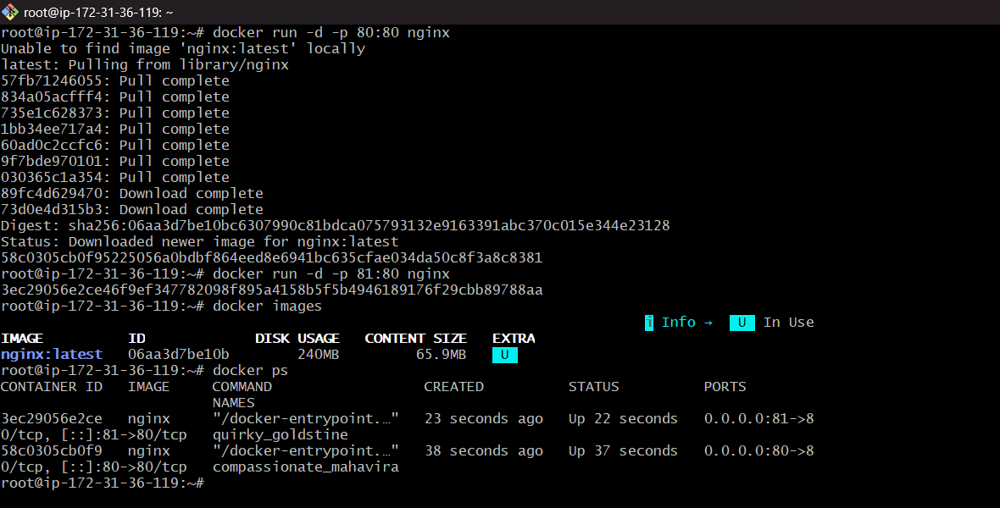 root@ip-172-31-36-119: ~
root@ip-172-31-36-119:~# docker run -d -p 80:80 nginx
Unable to find image 'nginx:latest' locally
latest: Pulling from library/nginx
57fb71246055: Pull complete
834a05acfff4: Pull complete
735e1c628373: Pull complete
1bb34ee717a4: Pull complete
60ad0c2ccfc6: Pull complete
9f7bde970101: Pull complete
030365c1a354: Pull complete
89fc4d629470: Download complete
73d0e4d315b3: Download complete
Digest: sha256:06aa3d7be10bc6307990c81bdca075793132e9163391abc370c015e344e23128
Status: Downloaded newer image for nginx:latest
58c0305cb0f95225056a0bdbf864eed8e6941bc635cfae034da50c8f3a8c8381
root@ip-172-31-36-119:~# docker run -d -p 81:80 nginx
3ec29056e2ce46f9ef347782098f895a4158b5f5b4946189176f29cbb89788aa
root@ip-172-31-36-119:~# docker images
i Info → U In Use
IMAGE ID DISK USAGE CONTENT SIZE EXTRA
nginx:latest 06aa3d7be10b 240MB 65.9MB U
root@ip-172-31-36-119:~# docker ps
CONTAINER ID IMAGE COMMAND CREATED STATUS PORTS
NAMES
3ec29056e2ce nginx "/docker-entrypoint.…" 23 seconds ago Up 22 seconds 0.0.0.0:81->8
0/tcp, [::]:81->80/tcp quirky_goldstine
58c0305cb0f9 nginx "/docker-entrypoint.…" 38 seconds ago Up 37 seconds 0.0.0.0:80->8
0/tcp, [::]:80->80/tcp compassionate_mahavira
root@ip-172-31-36-119:~#